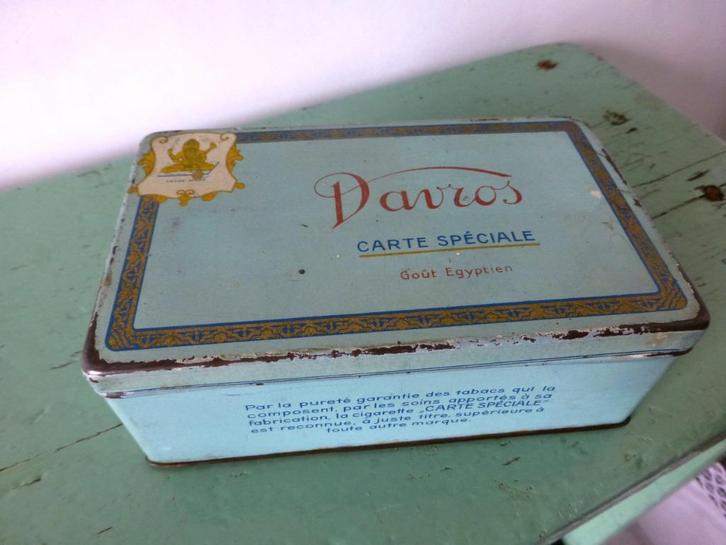 Davros
CARTE SPÉCIALE
Goût Egyptien
Par la pureté garantie des tabacs qui la
composent, par les soins apportés à sa
fabrication, la cigarette „CARTE SPÉCIALE"
est reconnue, à juste titre, supérieure à
toute autre marque.